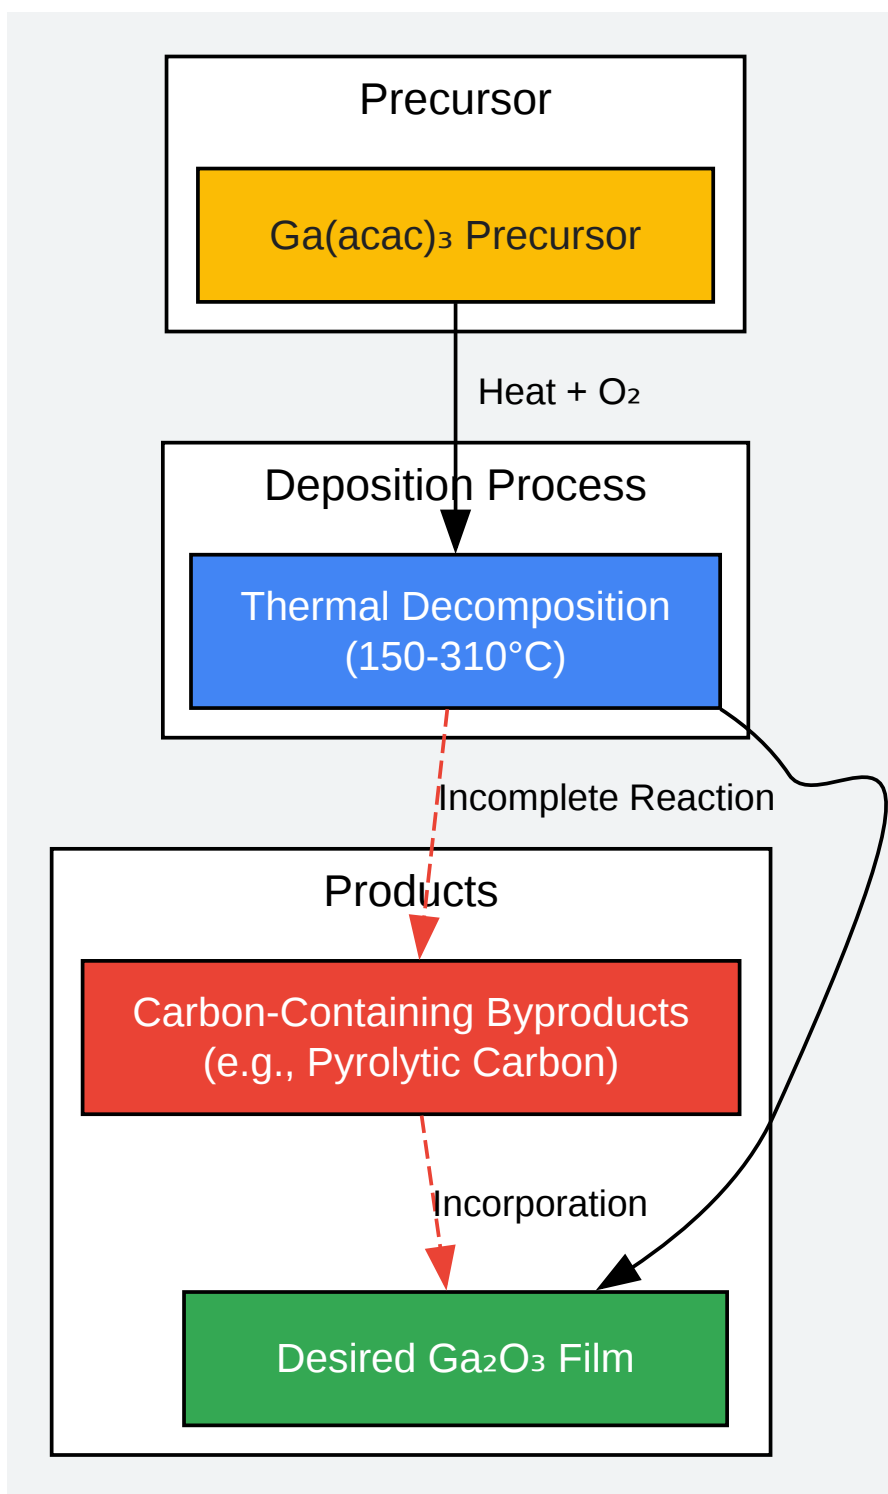 Precursor
Ga(acac)₃ Precursor
Heat + O₂
Deposition Process
Thermal Decomposition
(150-310°C)
Incomplete Reaction
Products
Carbon-Containing Byproducts
(e.g., Pyrolytic Carbon)
Incorporation
Desired Ga₂O₃ Film